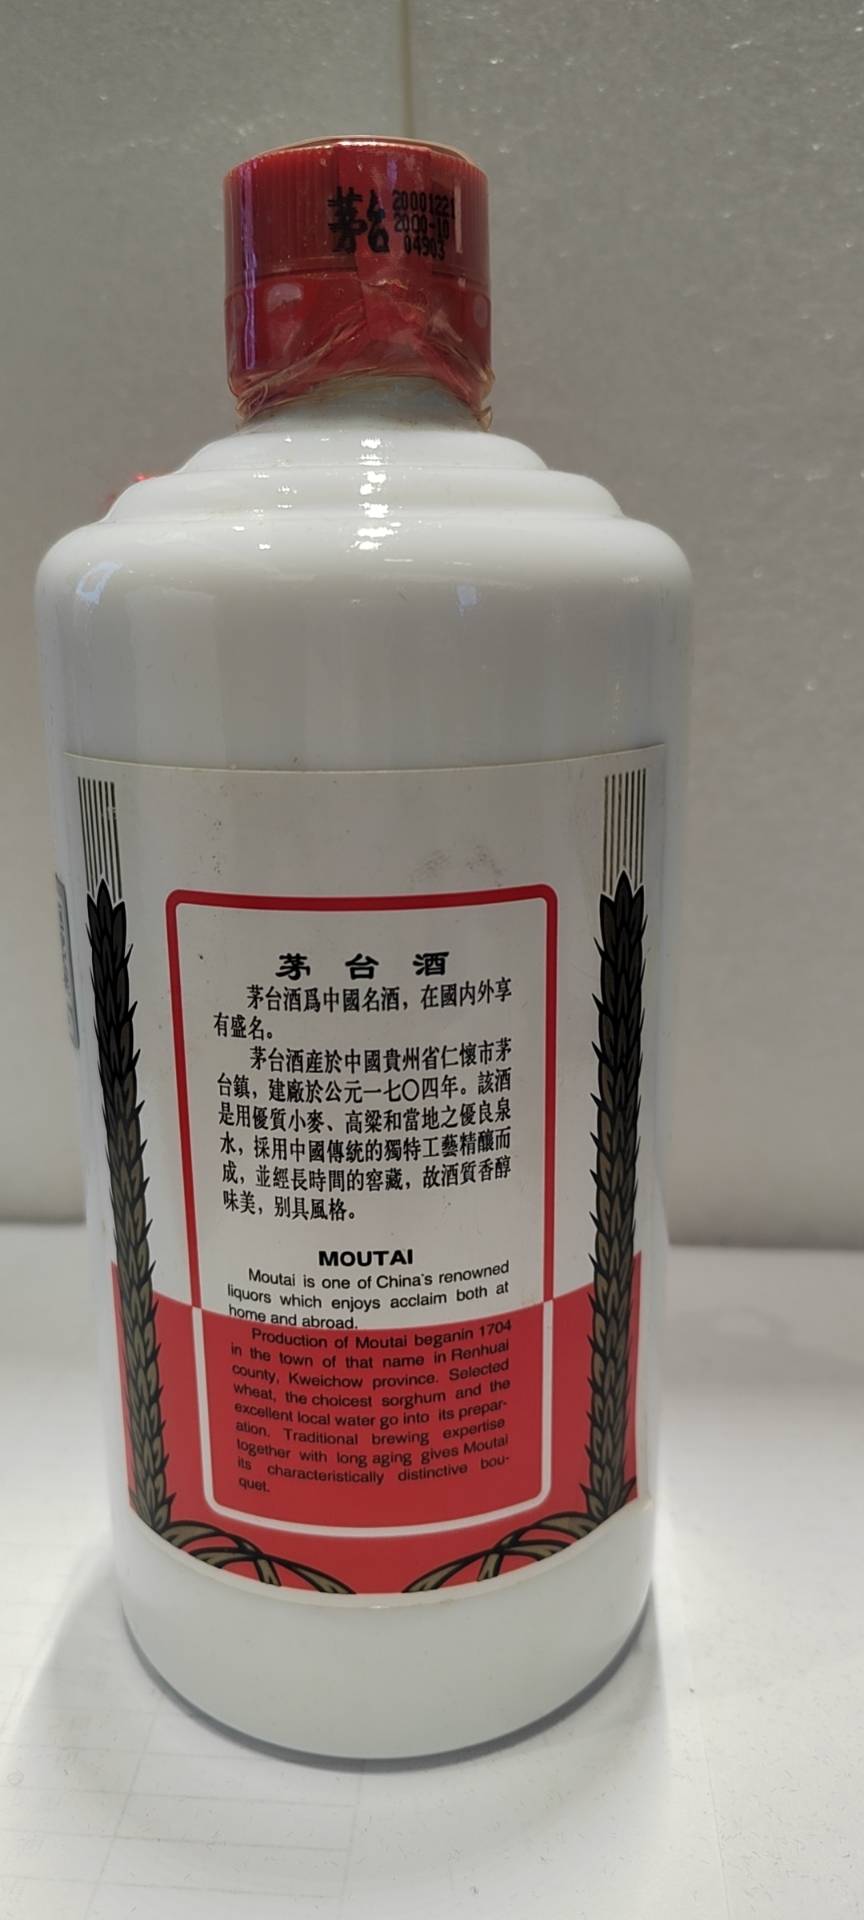 茅台
20001221
2000-10
04903
茅台酒
茅台酒爲中國名酒，在國内外享
有盛名。
茅台酒産於中國貴州省仁懷市茅
台鎮，建廠於公元一七〇四年。該酒
是用優質小麥、高粱和當地之優良泉
水，採用中國傳統的獨特工藝精釀而
成，並經長時間的窖藏，故酒質香醇
味美，别具風格。
MOUTAI
Moutai is one of China's renowned
liquors which enjoys acclaim both at
home and abroad.
Production of Moutai beganin 1704
in the town of that name in Renhuai
county, Kweichow province. Selected
wheat, the choicest sorghum and the
excellent local water go into its prepar-
ation. Traditional brewing expertise
together with long aging gives Moutai
its characteristically distinctive bou-
quet.